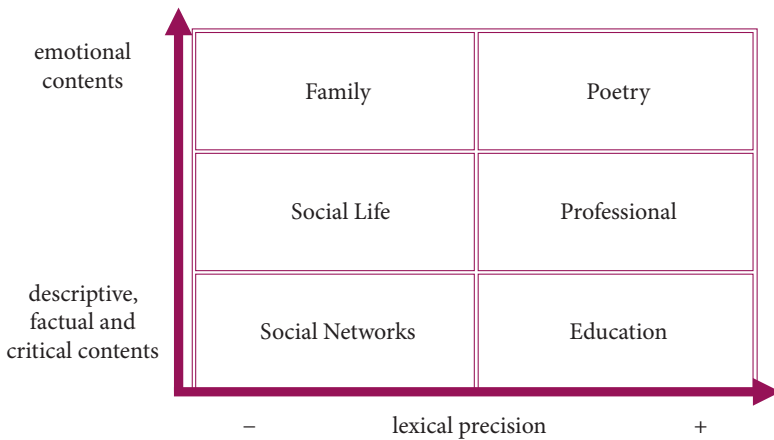 emotional
contents
Family
Poetry
Social Life
Professional
descriptive,
factual and
critical contents
Social Networks
Education
− lexical precision +